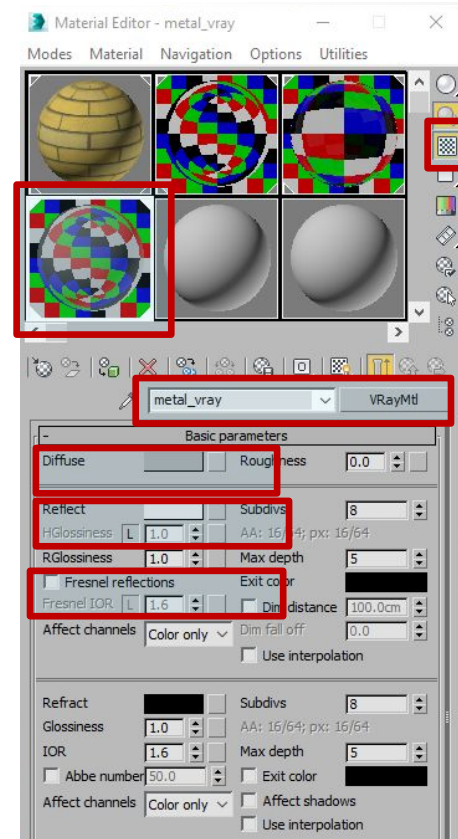 Material Editor - metal_vray
Modes Material Navigation Options Utilities
metal_vray VRayMtl
- Basic parameters
Diffuse Roughness 0.0
Reflect Subdivs 8
HGlossiness L 1.0 AA: 16/64; px: 16/64
RGlossiness 1.0 Max depth 5
Fresnel reflections Exit color
Fresnel IOR L 1.6 Dim distance 100.0cm
Affect channels Color only Dim fall off 0.0
Use interpolation
Refract Subdivs 8
Glossiness 1.0 AA: 16/64; px: 16/64
IOR 1.6 Max depth 5
Abbe number 50.0 Exit color
Affect channels Color only Affect shadows
Use interpolation